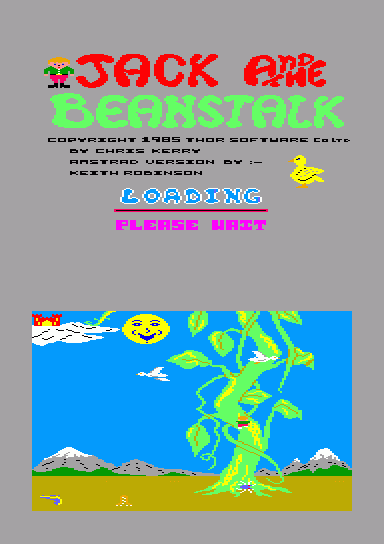 JACK AND THE
BEANSTALK
COPYRIGHT 1985 THOR SOFTWARE Co LTD
BY CHRIS KERRY
AMSTRAD VERSION BY :-
KEITH ROBINSON
LOADING
PLEASE WAIT